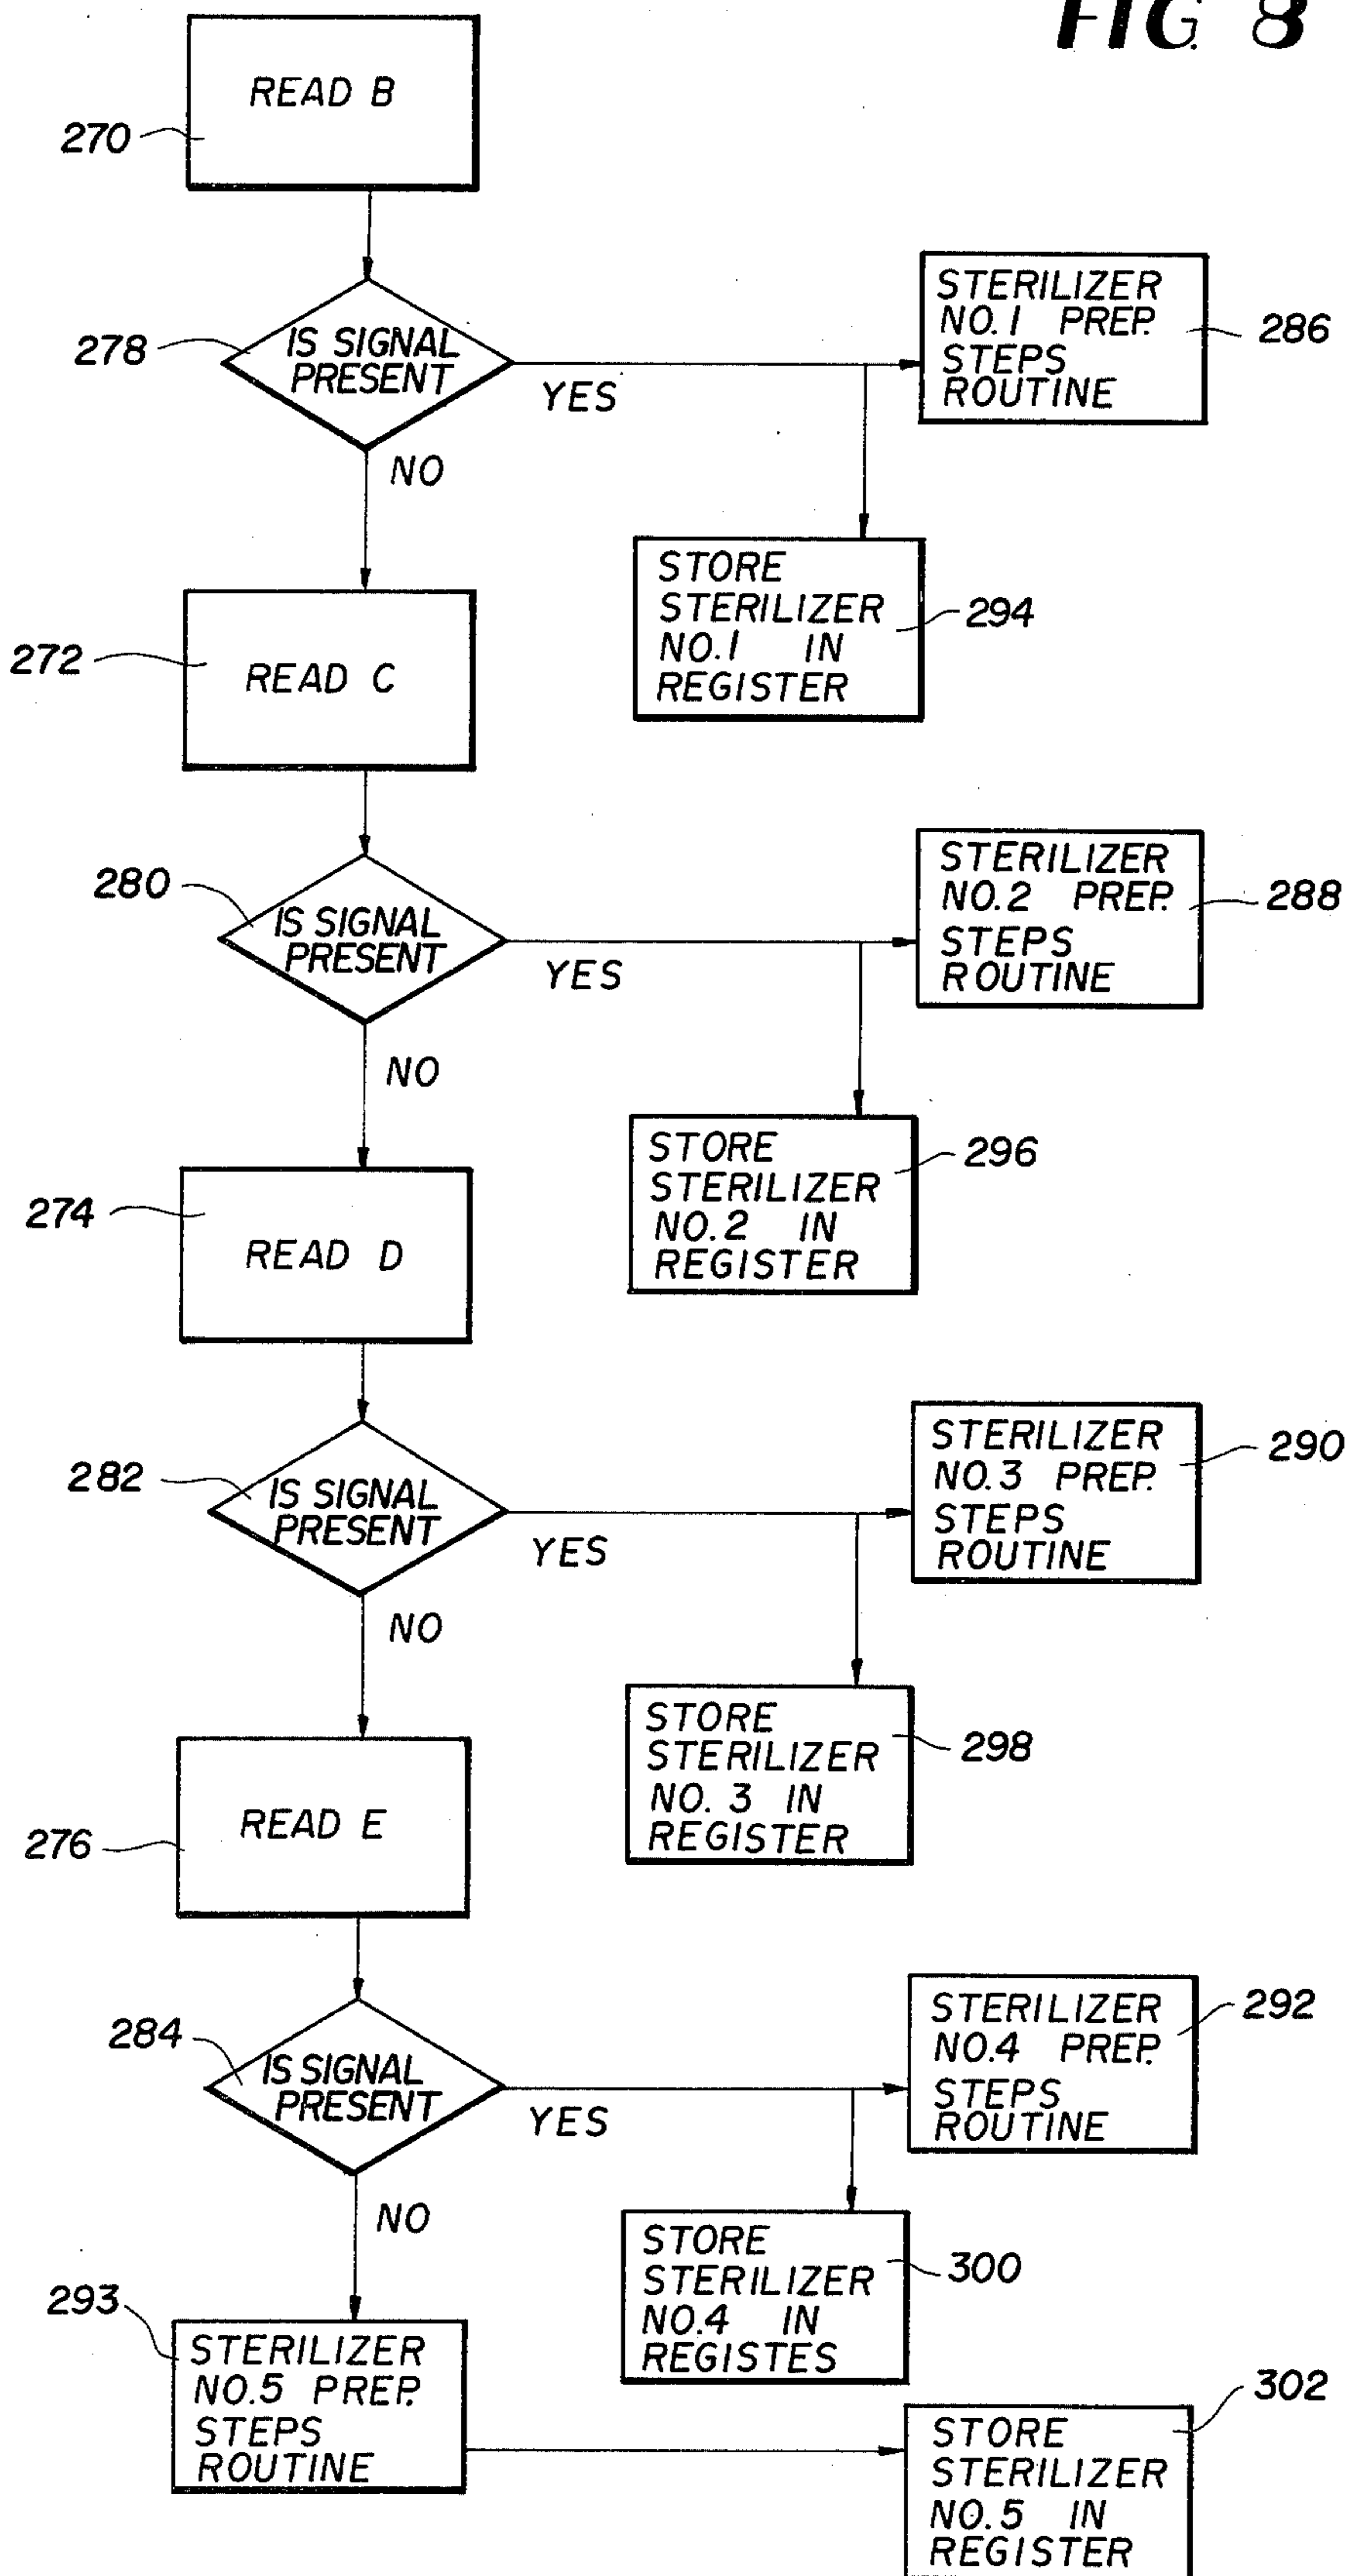 FIG. 8
READ B
270
278
IS SIGNAL
PRESENT
YES
NO
STERILIZER
NO.1 PREP.
STEPS
ROUTINE
286
STORE
STERILIZER
NO.1 IN
REGISTER
294
272
READ C
280
IS SIGNAL
PRESENT
YES
NO
STERILIZER
NO.2 PREP.
STEPS
ROUTINE
288
STORE
STERILIZER
NO.2 IN
REGISTER
296
274
READ D
282
IS SIGNAL
PRESENT
YES
NO
STERILIZER
NO.3 PREP.
STEPS
ROUTINE
290
STORE
STERILIZER
NO. 3 IN
REGISTER
298
276
READ E
284
IS SIGNAL
PRESENT
YES
NO
STERILIZER
NO.4 PREP.
STEPS
ROUTINE
292
STORE
STERILIZER
NO.4 IN
REGISTES
300
293
STERILIZER
NO.5 PREP.
STEPS
ROUTINE
302
STORE
STERILIZER
NO.5 IN
REGISTER